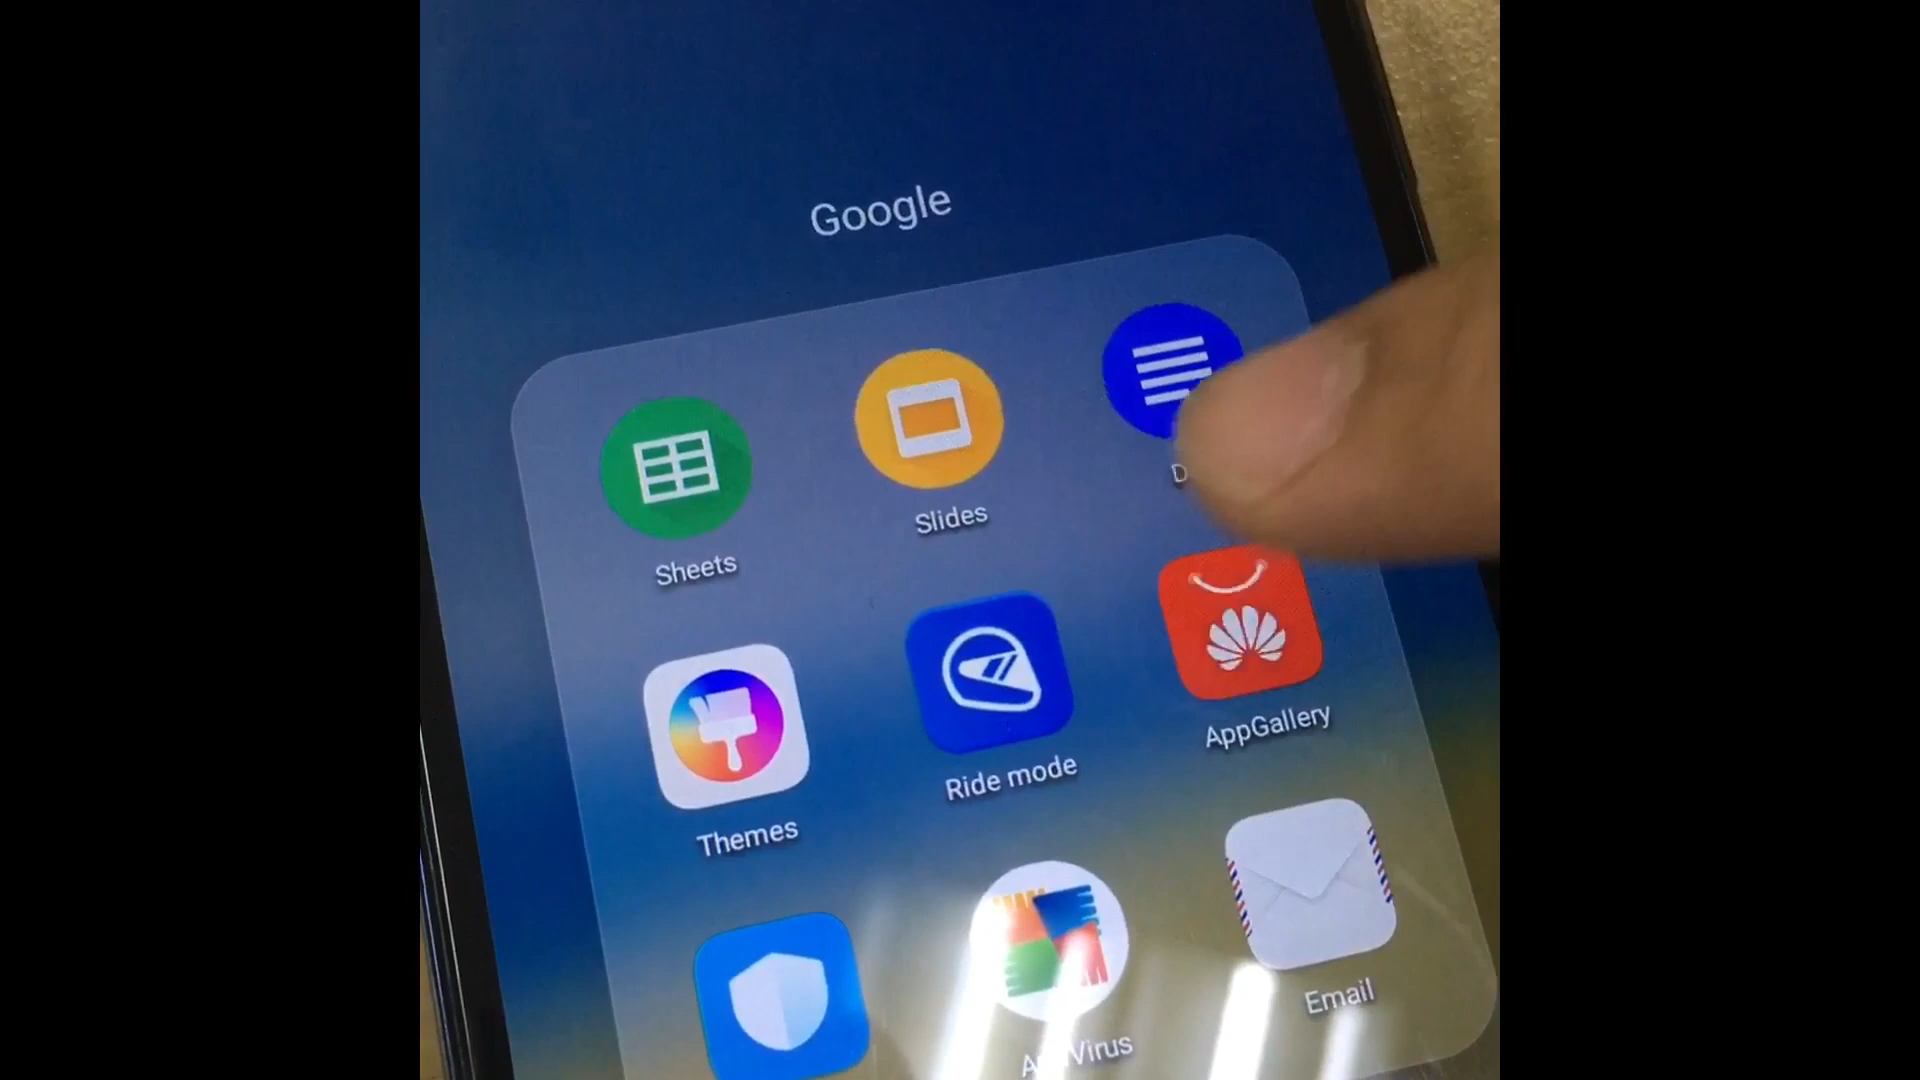 Google
Sheets
Slides
Themes
Ride mode
AppGallery
Email